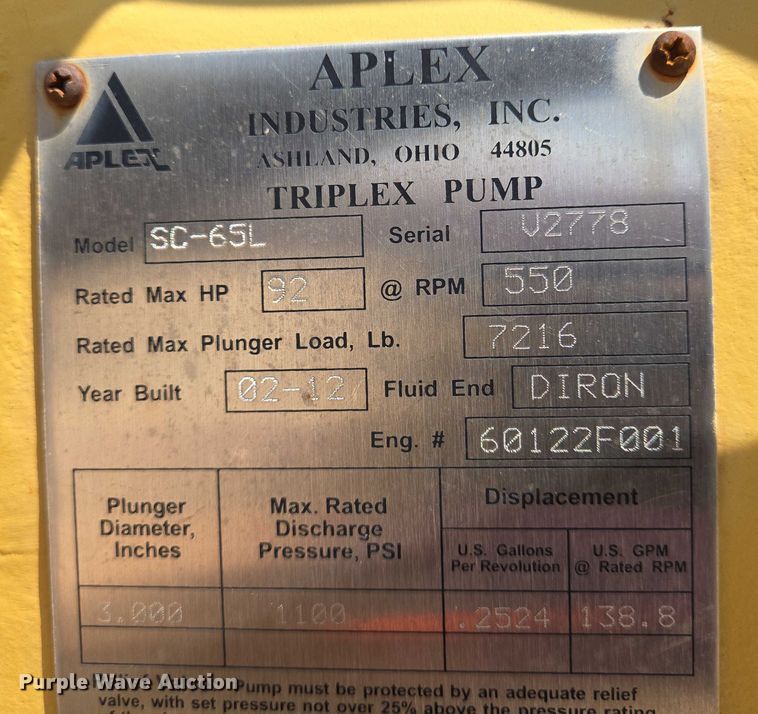 APLEX
INDUSTRIES, INC.
APLEX
ASHLAND, OHIO 44805
TRIPLEX PUMP
Model SC-65L Serial V2778
Rated Max HP 92 @ RPM 550
Rated Max Plunger Load, Lb. 7216
Year Built 02-12 Fluid End DIRON
Eng. # 60122F001
Plunger Diameter, Inches
Max. Rated Discharge Pressure, PSI
Displacement
U.S. Gallons Per Revolution
U.S. GPM @ Rated RPM
3.000 1100 .2524 138.8
Pump must be protected by an adequate relief
valve, with set pressure not over 25% above the pressure rating
Purple Wave Auction